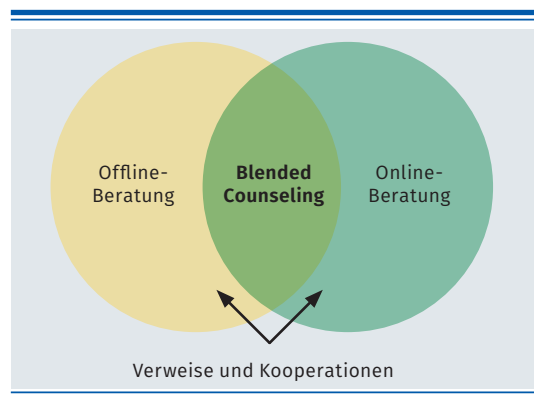 Offline-
Beratung
Blended
Counseling
Online-
Beratung
Verweise und Kooperationen